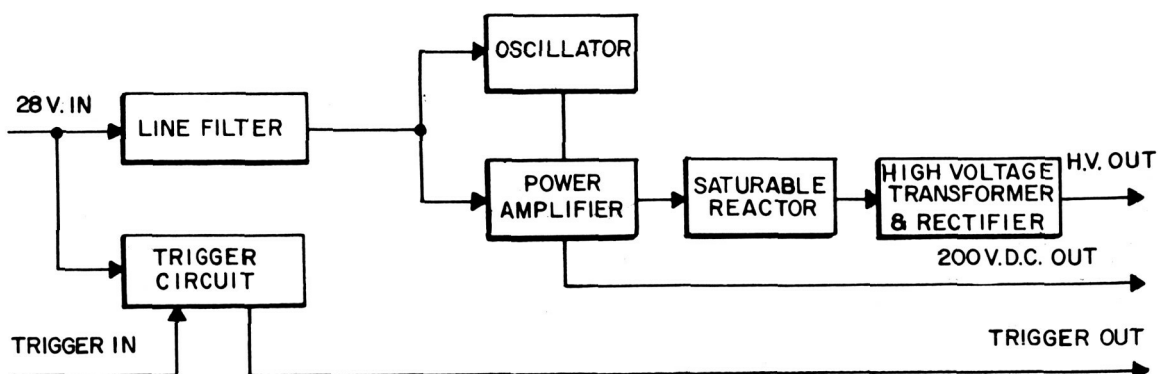 OSCILLATOR
28 V. IN
LINE FILTER
POWER
AMPLIFIER
SATURABLE
REACTOR
HIGH VOLTAGE
TRANSFORMER
& RECTIFIER
H.V. OUT
TRIGGER
CIRCUIT
200 V.D.C. OUT
TRIGGER IN
TRIGGER OUT